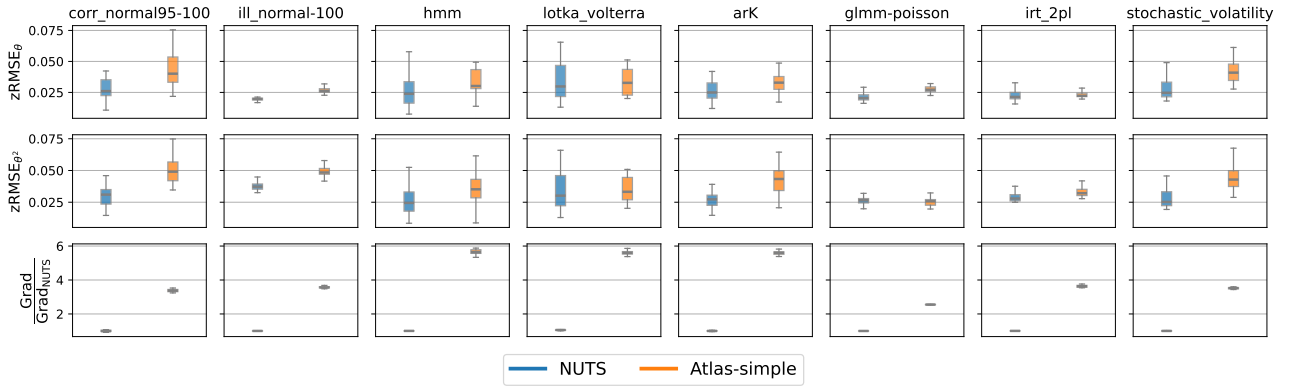 corr_normal95-100 ill_normal-100 hmm lotka_volterra arK glmm-poisson irt_2pl stochastic_volatility
zRMSE_θ
0.075
0.050
0.025
zRMSE_θ²
0.075
0.050
0.025
Grad
Grad_NUTS
6
4
2
NUTS Atlas-simple